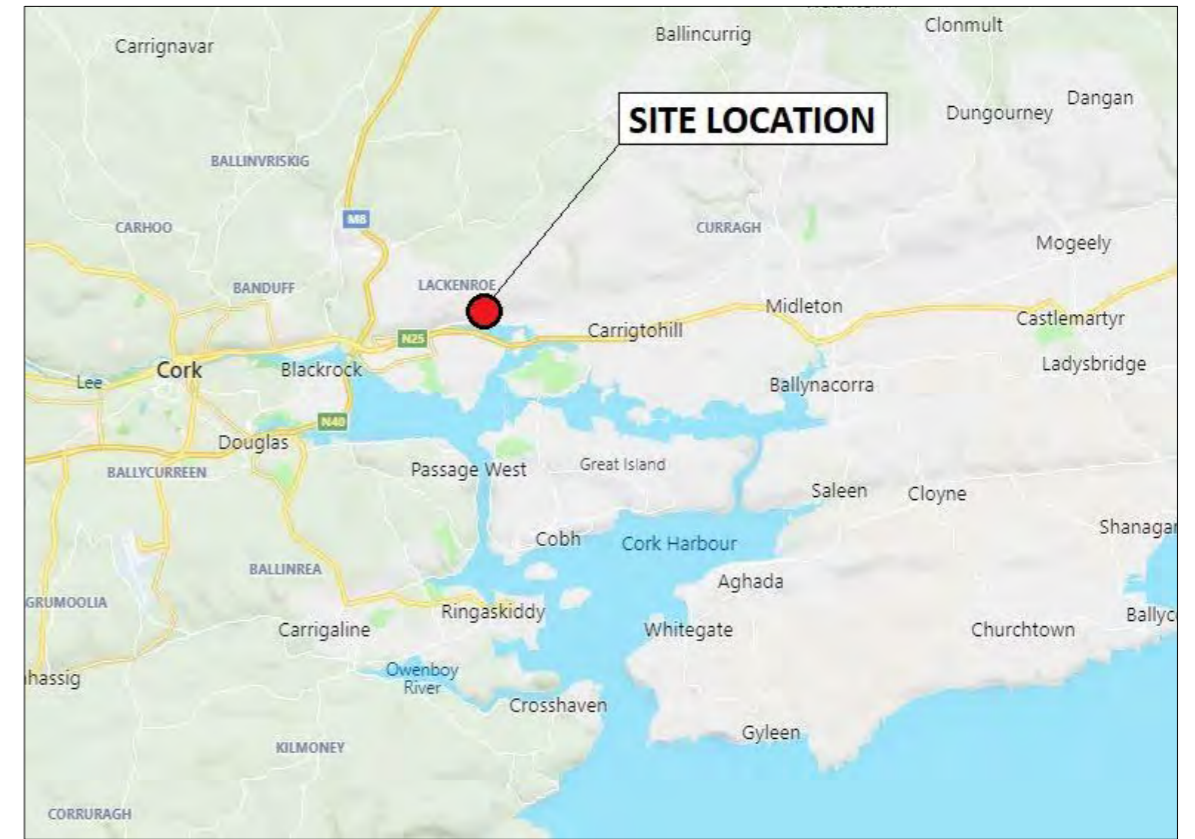 Clonmult
Ballincurrig
Carrignavar
Dangan
SITE LOCATION
Dungourney
BALLINVRISKIG
M8
CARHOO
CURRAGH
Mogeely
LACKENROE
BANDUFF
Midleton
Castlemartyr
Carrigtohill
N25
Ladysbridge
Blackrock
Cork
Lee
Ballynacorra
N40
Douglas
Great Island
Passage West
BALLYCURREEN
Saleen
Cloyne
Shanagar
Cobh
Cork Harbour
BALLINREA
Aghada
GRUMOOLIA
Ringaskiddy
Ballyc
Carrigaline
Whitegate
Churchtown
Owenboy
River
hassig
Crosshaven
Gyleen
KILMONEY
CORRURAGH